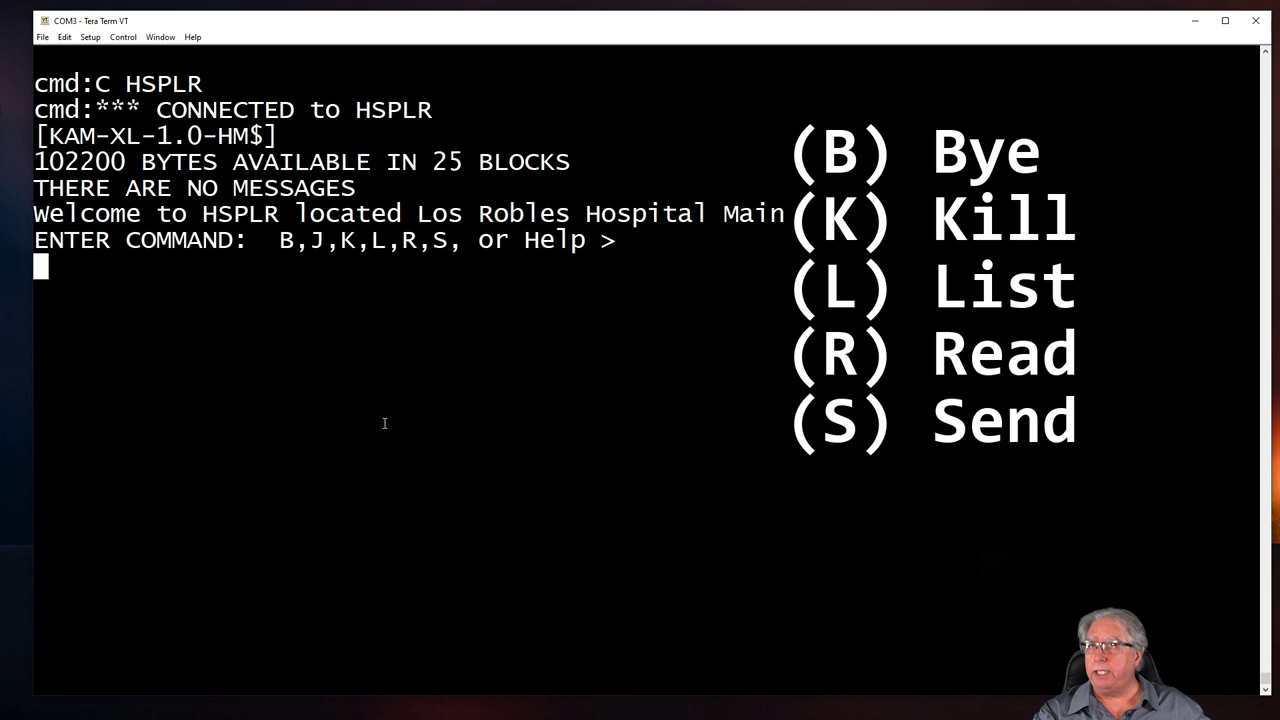 COM3 - Tera Term VT
File Edit Setup Control Window Help
cmd:C HSPLR
cmd:*** CONNECTED to HSPLR
[KAM-XL-1.0-HM$]
102200 BYTES AVAILABLE IN 25 BLOCKS
THERE ARE NO MESSAGES
Welcome to HSPLR located Los Robles Hospital Main
ENTER COMMAND:  B,J,K,L,R,S, or Help >
(B) Bye
(K) Kill
(L) List
(R) Read
(S) Send